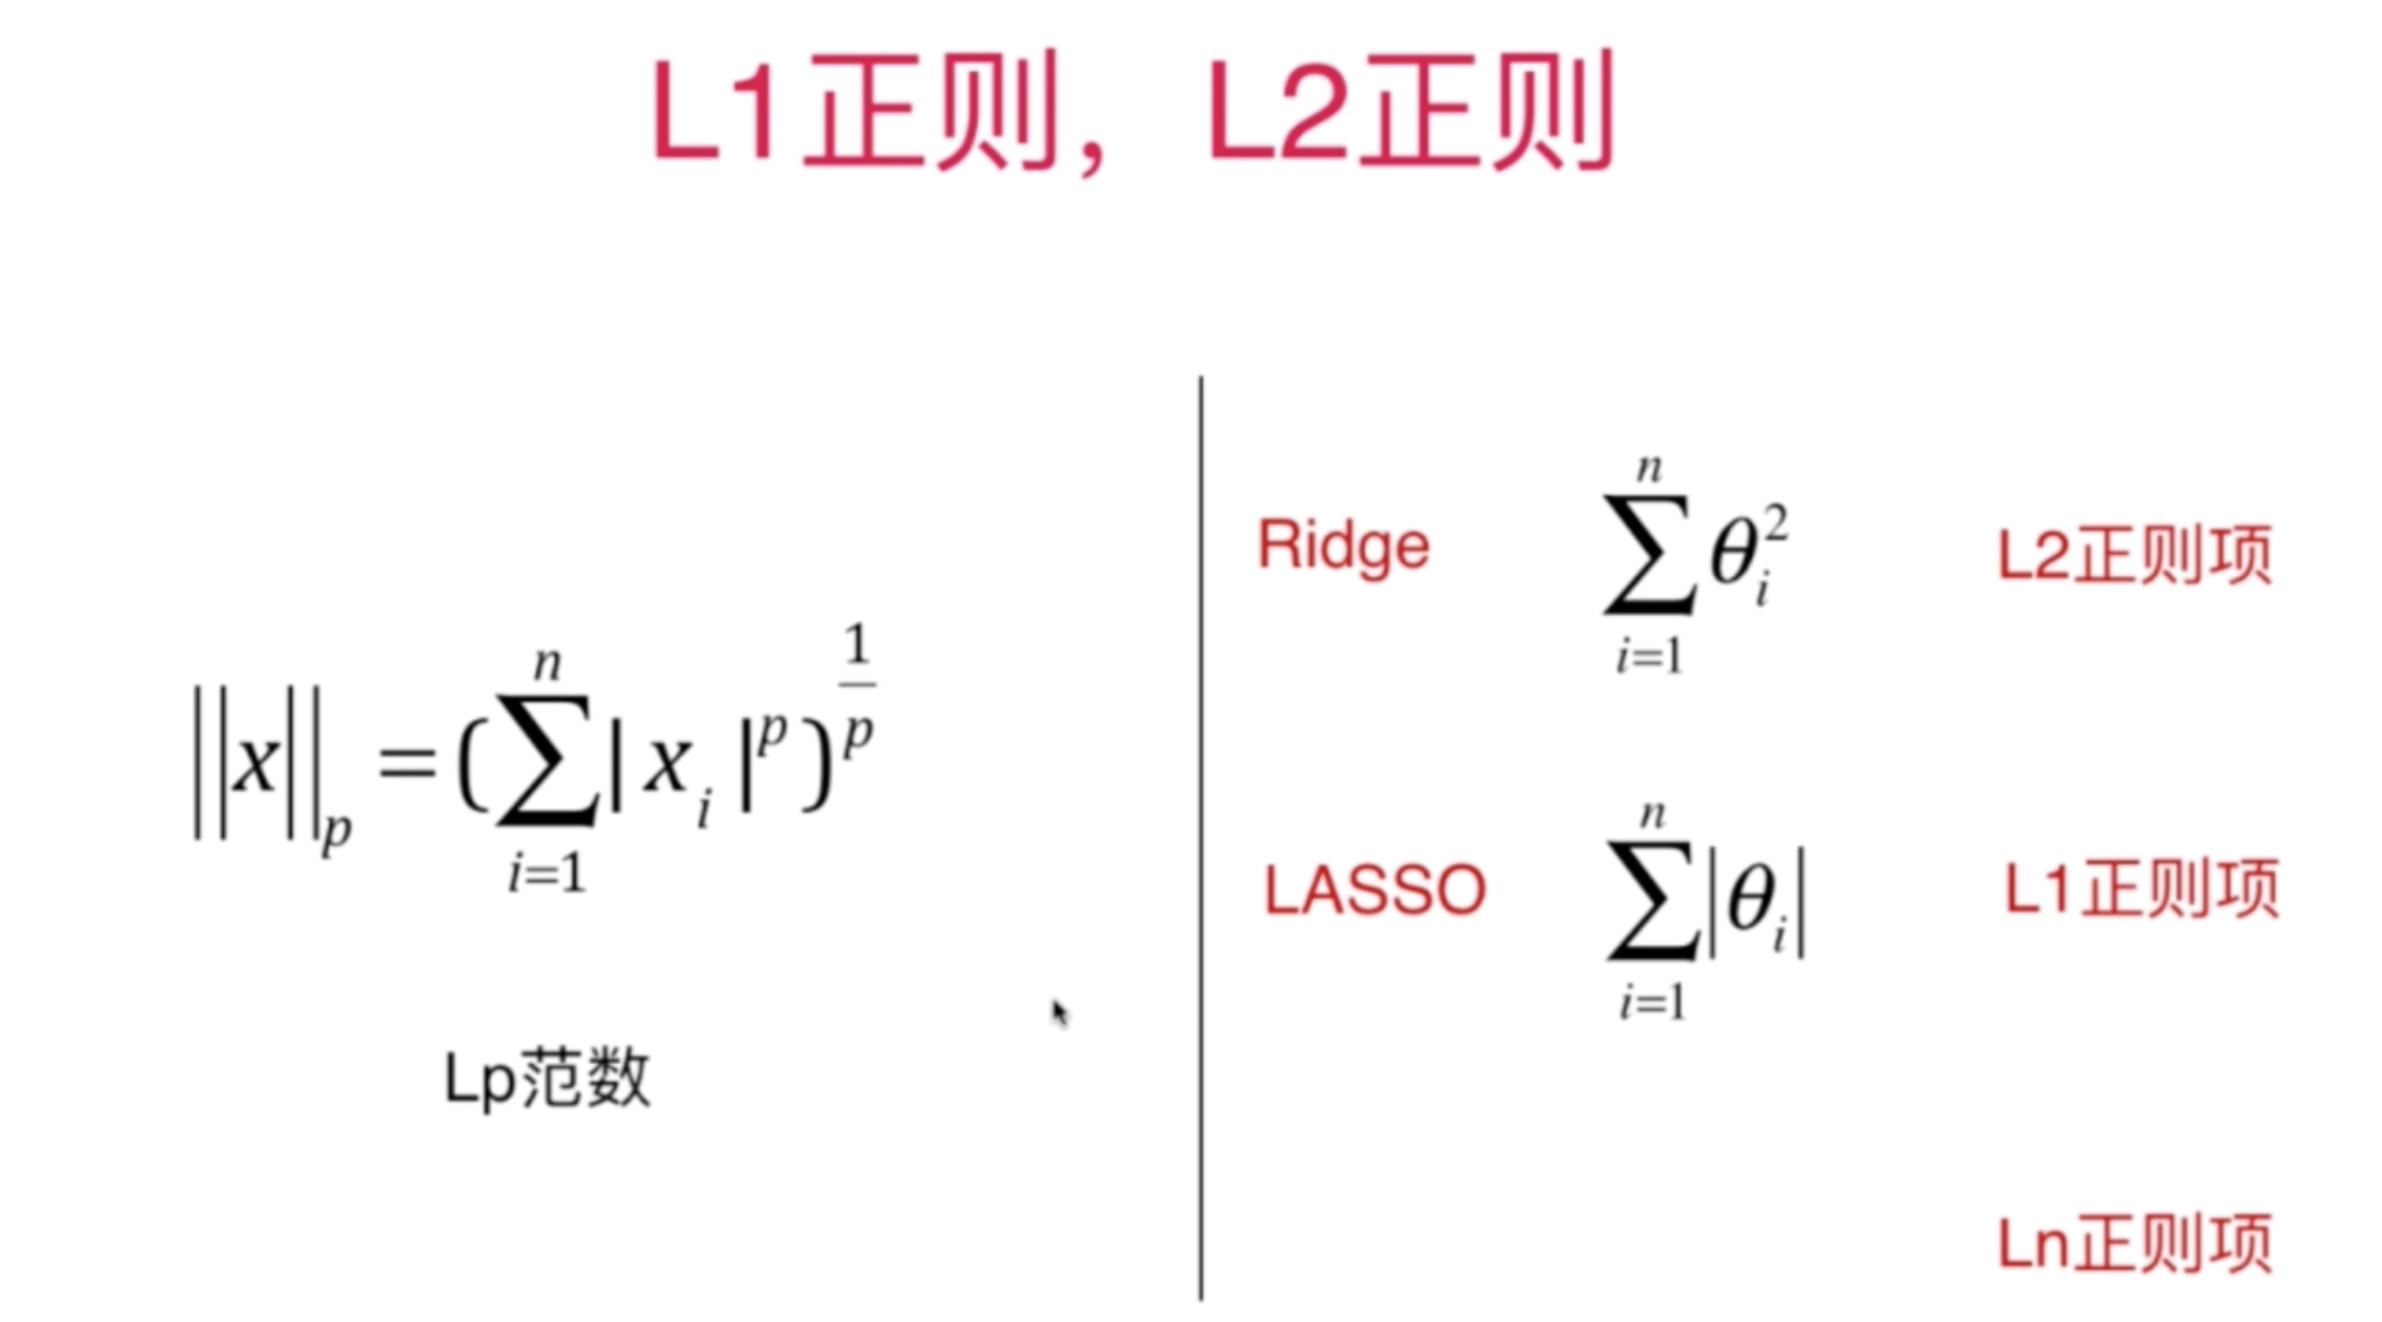 L1正则，L2正则
||x||_p = (∑_{i=1}^{n} |x_i|^p)^{1/p}
Lp范数
Ridge ∑_{i=1}^{n} θ_i^2 L2正则项
LASSO ∑_{i=1}^{n} |θ_i| L1正则项
Ln正则项